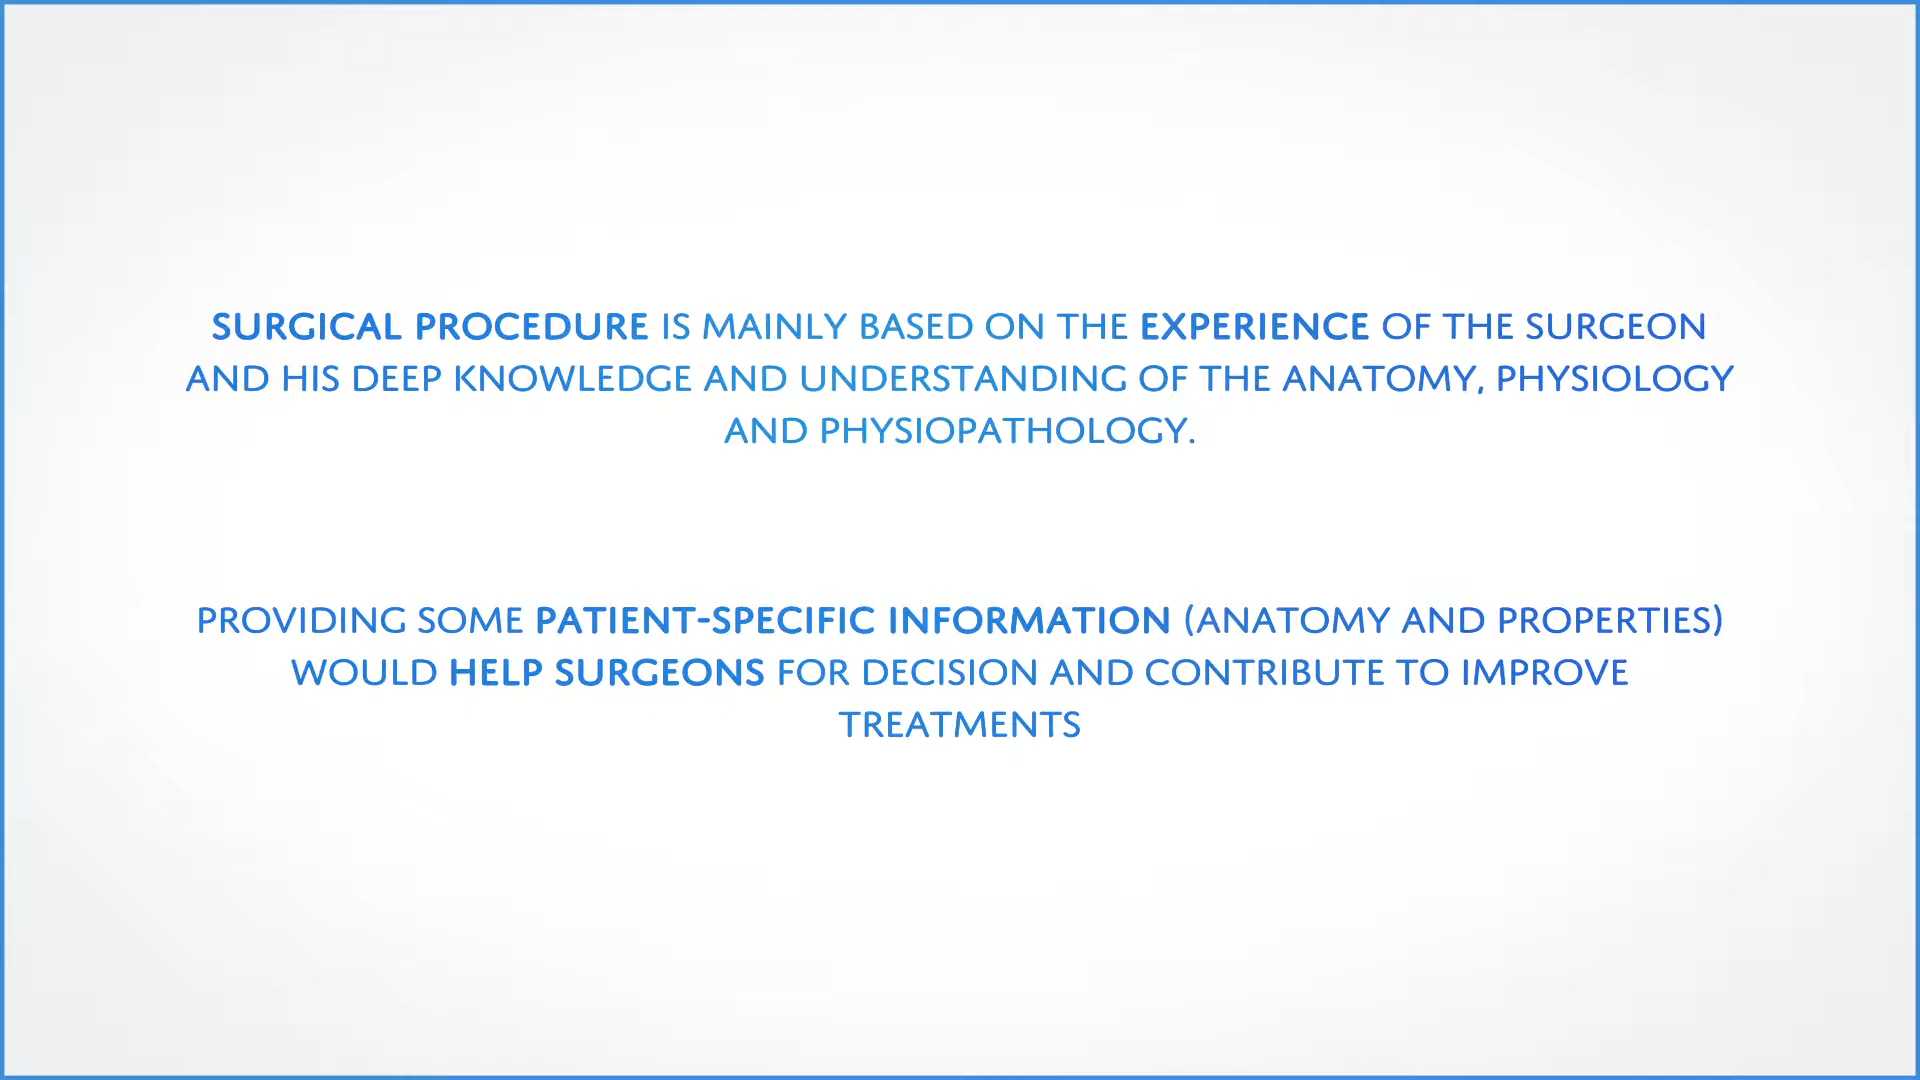 SURGICAL PROCEDURE IS MAINLY BASED ON THE EXPERIENCE OF THE SURGEON
AND HIS DEEP KNOWLEDGE AND UNDERSTANDING OF THE ANATOMY, PHYSIOLOGY
AND PHYSIOPATHOLOGY.
PROVIDING SOME PATIENT-SPECIFIC INFORMATION (ANATOMY AND PROPERTIES)
WOULD HELP SURGEONS FOR DECISION AND CONTRIBUTE TO IMPROVE
TREATMENTS